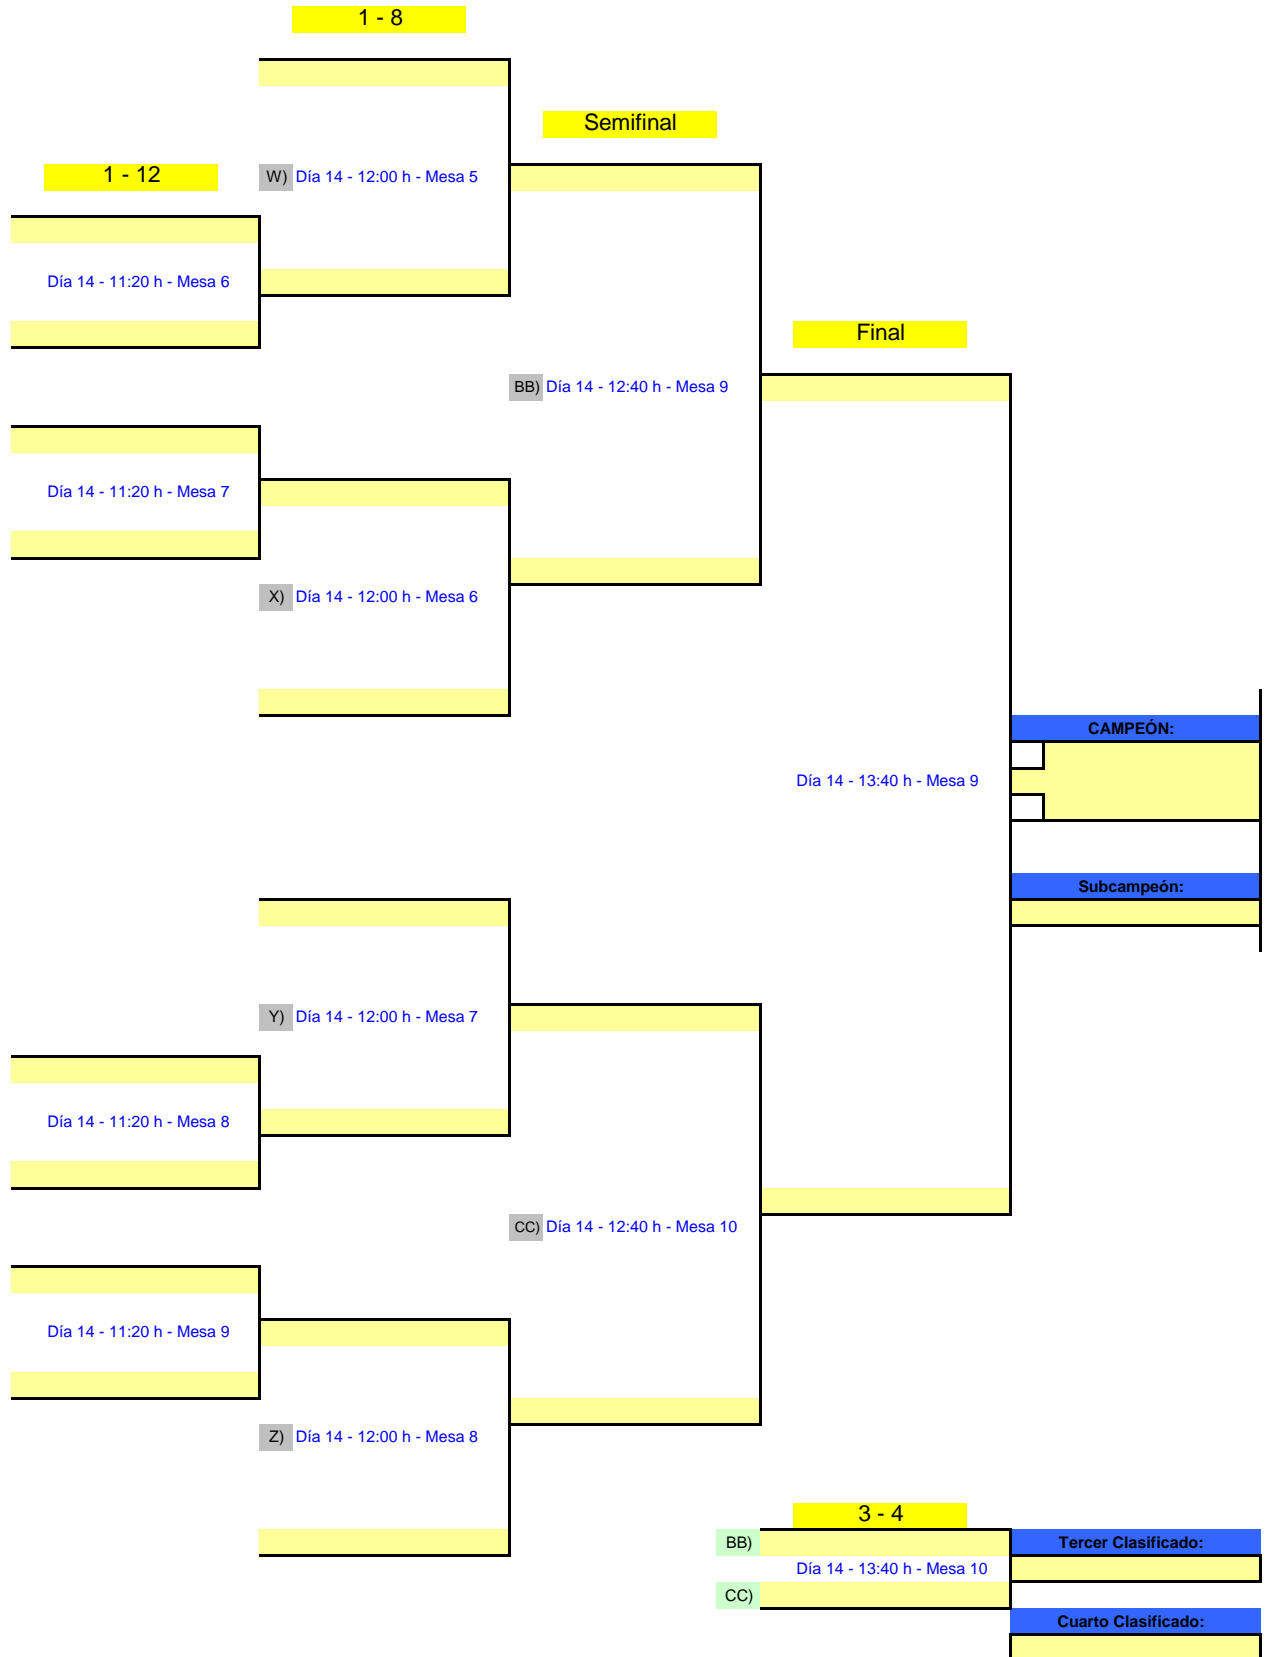 1 - 8
Semifinal
1 - 12
W) Día 14 - 12:00 h - Mesa 5
Día 14 - 11:20 h - Mesa 6
Final
BB) Día 14 - 12:40 h - Mesa 9
Día 14 - 11:20 h - Mesa 7
X) Día 14 - 12:00 h - Mesa 6
CAMPEÓN:
Día 14 - 13:40 h - Mesa 9
Subcampeón:
Y) Día 14 - 12:00 h - Mesa 7
Día 14 - 11:20 h - Mesa 8
CC) Día 14 - 12:40 h - Mesa 10
Día 14 - 11:20 h - Mesa 9
Z) Día 14 - 12:00 h - Mesa 8
3 - 4
BB)
Tercer Clasificado:
Día 14 - 13:40 h - Mesa 10
CC)
Cuarto Clasificado: